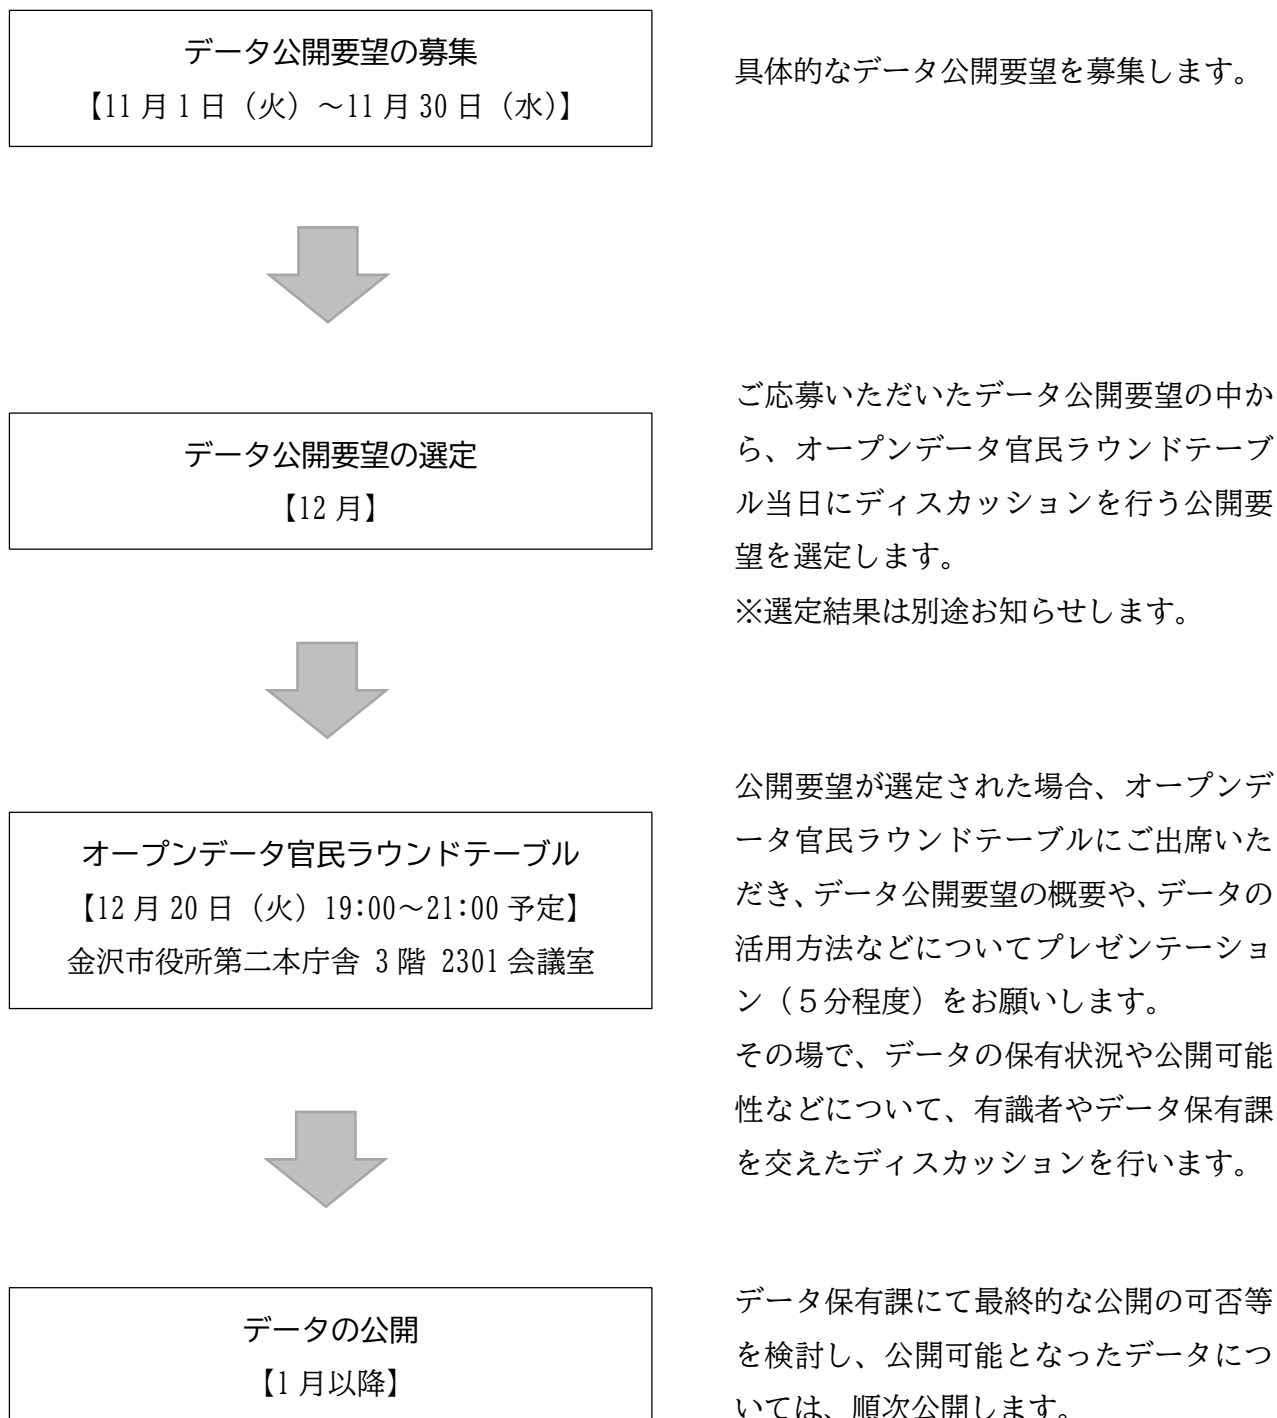 データ公開要望の募集
【11月1日（火）～11月30日（水）】
具体的なデータ公開要望を募集します。
データ公開要望の選定
【12月】
ご応募いただいたデータ公開要望の中か
ら、オープンデータ官民ラウンドテーブ
ル当日にディスカッションを行う公開要
望を選定します。
※選定結果は別途お知らせします。
オープンデータ官民ラウンドテーブル
【12月20日（火）19:00～21:00予定】
金沢市役所第二本庁舎 3階 2301会議室
公開要望が選定された場合、オープンデ
ータ官民ラウンドテーブルにご出席いた
だき、データ公開要望の概要や、データの
活用方法などについてプレゼンテーショ
ン（５分程度）をお願いします。
その場で、データの保有状況や公開可能
性などについて、有識者やデータ保有課
を交えたディスカッションを行います。
データの公開
【1月以降】
データ保有課にて最終的な公開の可否等
を検討し、公開可能となったデータにつ
いては、順次公開します。